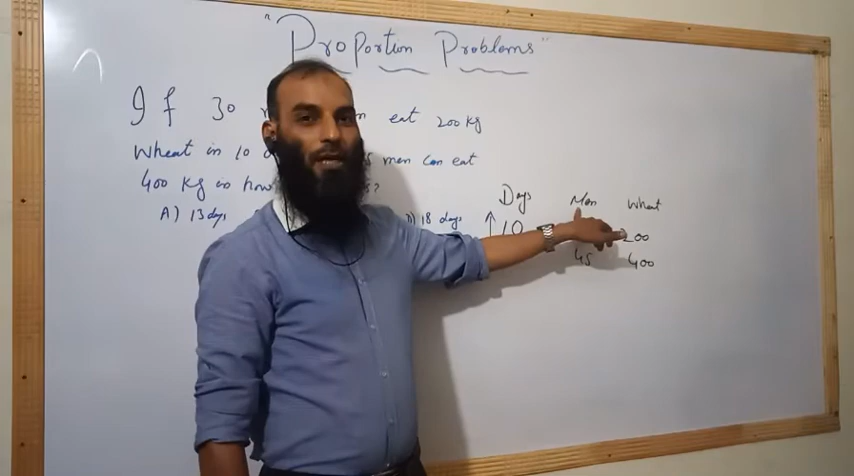 "Proportion Problems"
If 30 eat 200 kg
Wheat in 10 men can eat
400 kg in how ?
A) 13 days 18 days
Days Men Wheat
10 200
45 400